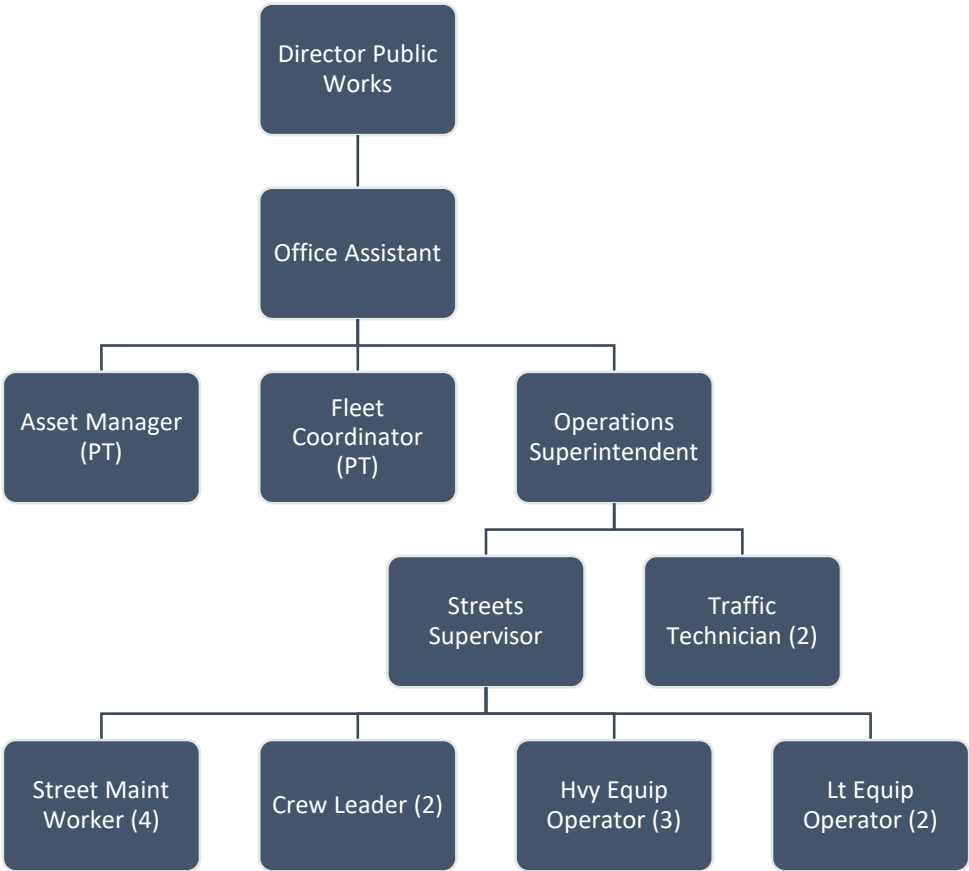 Director Public
Works
Office Assistant
Asset Manager
(PT)
Fleet
Coordinator
(PT)
Operations
Superintendent
Streets
Supervisor
Traffic
Technician (2)
Street Maint
Worker (4)
Crew Leader (2)
Hvy Equip
Operator (3)
Lt Equip
Operator (2)